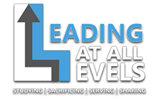 LEADING
AT ALL
LEVELS
STUDYING | SACRIFICING | SERVING | SHARING